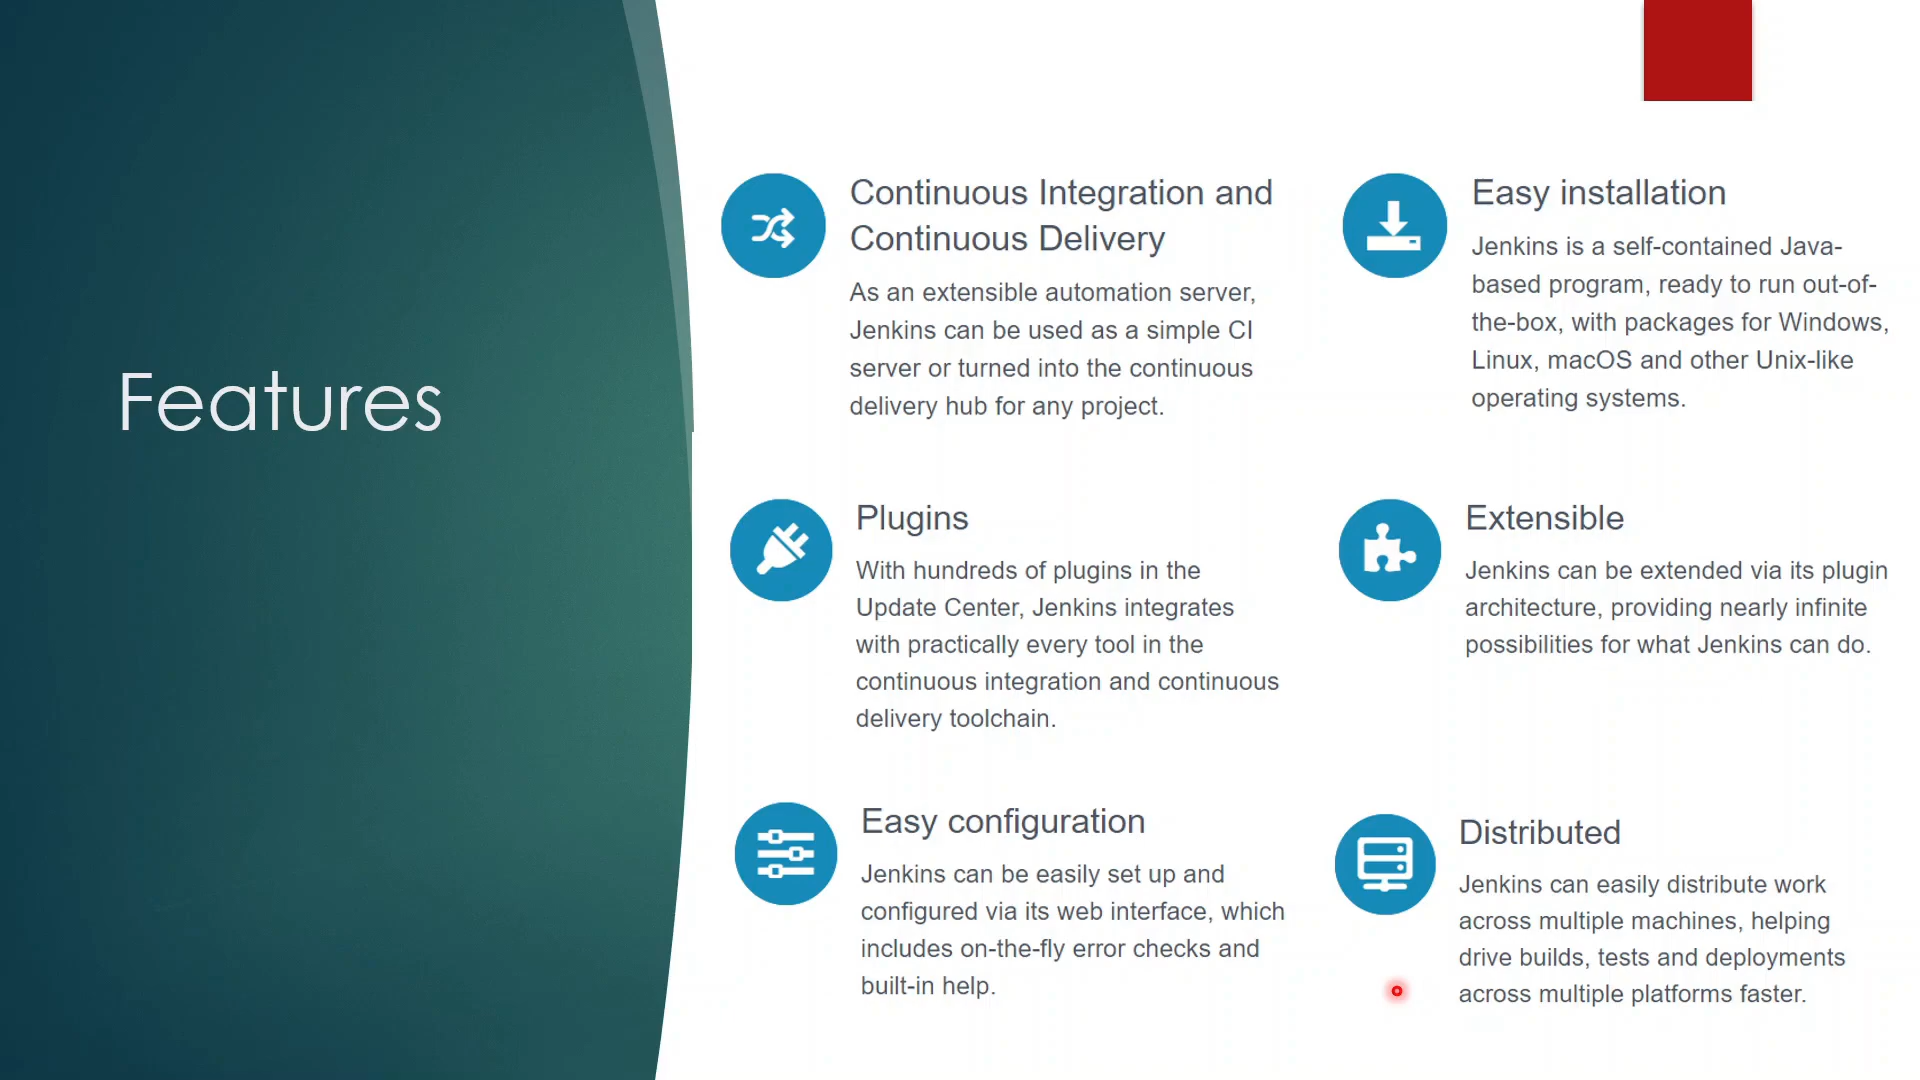 Features
Continuous Integration and
Continuous Delivery
As an extensible automation server,
Jenkins can be used as a simple CI
server or turned into the continuous
delivery hub for any project.
Easy installation
Jenkins is a self-contained Java-
based program, ready to run out-of-
the-box, with packages for Windows,
Linux, macOS and other Unix-like
operating systems.
Plugins
With hundreds of plugins in the
Update Center, Jenkins integrates
with practically every tool in the
continuous integration and continuous
delivery toolchain.
Extensible
Jenkins can be extended via its plugin
architecture, providing nearly infinite
possibilities for what Jenkins can do.
Easy configuration
Jenkins can be easily set up and
configured via its web interface, which
includes on-the-fly error checks and
built-in help.
Distributed
Jenkins can easily distribute work
across multiple machines, helping
drive builds, tests and deployments
across multiple platforms faster.